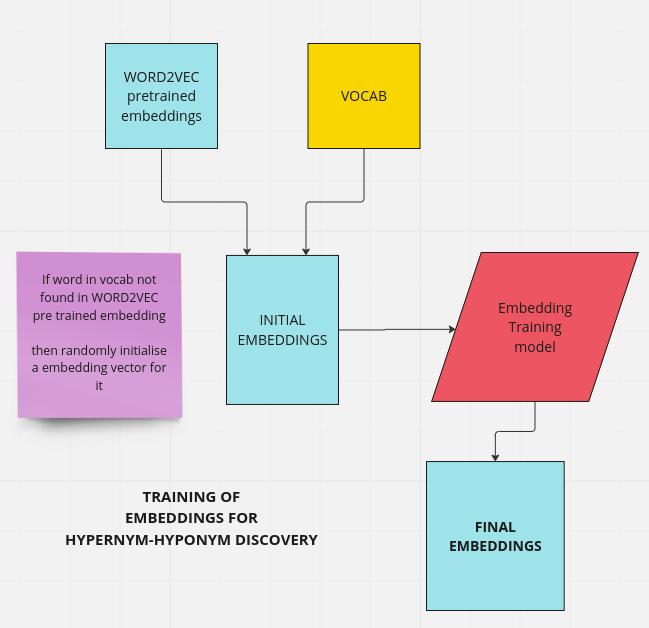 WORD2VEC
pretrained
embeddings
VOCAB
If word in vocab not
found in WORD2VEC
pre trained embedding
then randomly initialise
a embedding vector for
it
INITIAL
EMBEDDINGS
Embedding
Training
model
TRAINING OF
EMBEDDINGS FOR
HYPERNYM-HYPONYM DISCOVERY
FINAL
EMBEDDINGS